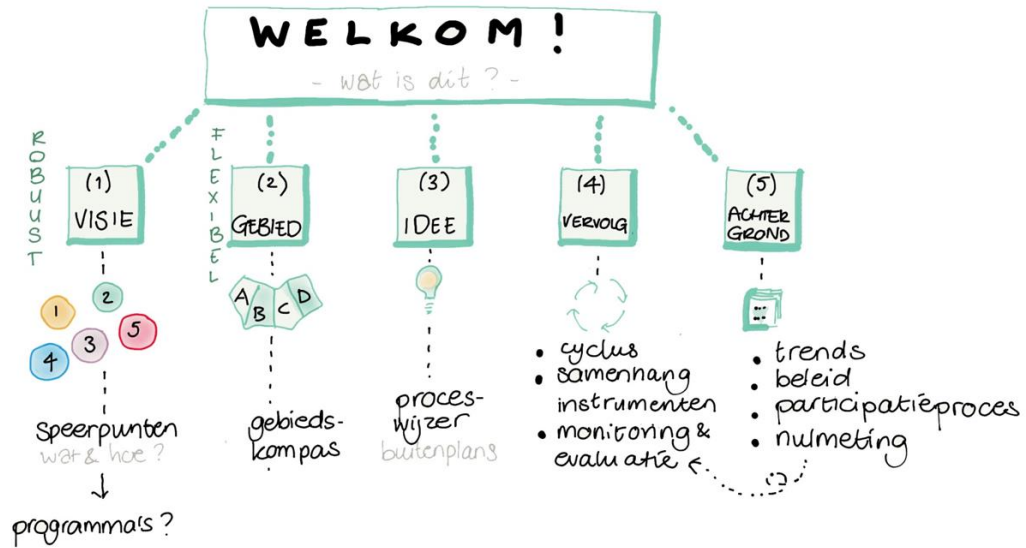 WELKOM!
- wat is dit? -
ROBUUST
FLEXIBEL
(1)
VISIE
1
2
3
4
5
speerpunten
wat & hoe?
programma's?
(2)
GEBIED
A
B
C
D
gebieds-
kompas
(3)
IDEE
proces-
wijzer
buitenplans
(4)
VERVOLG
• cyclus
• samenhang
instrumenten
• monitoring &
evaluatie
(5)
ACHTER
GROND
• trends
• beleid
• participatieproces
• nulmeting